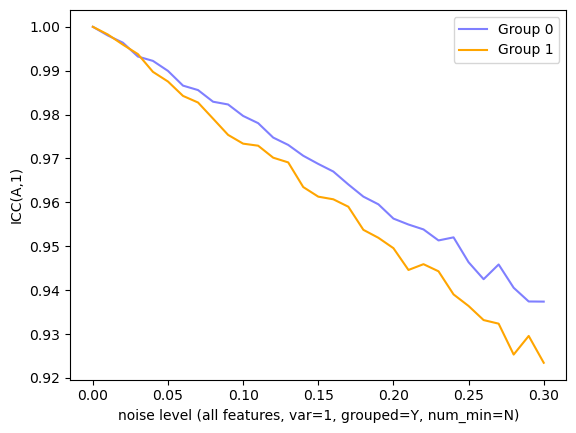 Group 0
Group 1
ICC(A,1)
1.00
0.99
0.98
0.97
0.96
0.95
0.94
0.93
0.92
0.00 0.05 0.10 0.15 0.20 0.25 0.30
noise level (all features, var=1, grouped=Y, num_min=N)